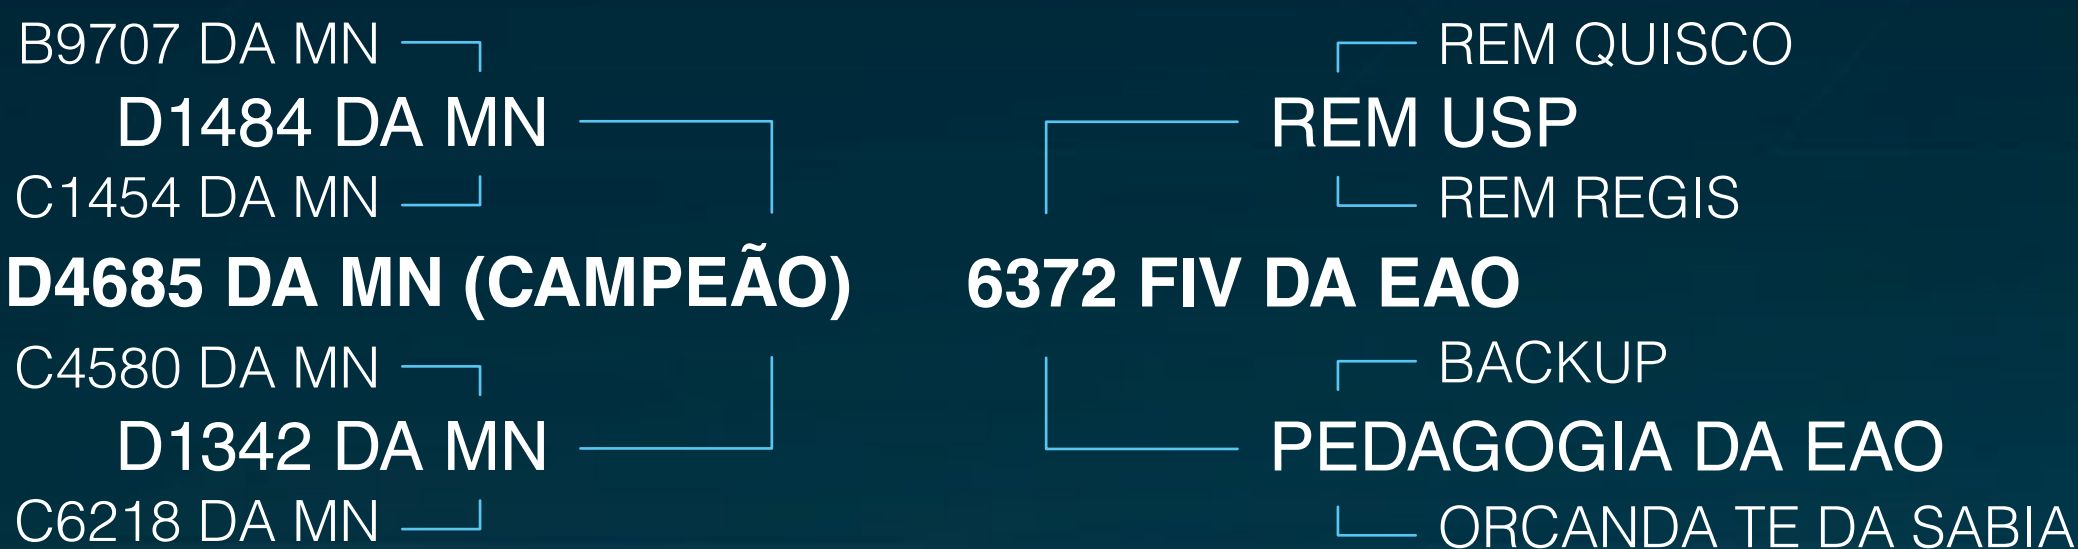 B9707 DA MN
REM QUISCO
D1484 DA MN
REM USP
C1454 DA MN
REM REGIS
D4685 DA MN (CAMPEÃO)
6372 FIV DA EAO
C4580 DA MN
BACKUP
D1342 DA MN
PEDAGOGIA DA EAO
C6218 DA MN
ORCANDA TE DA SABIA